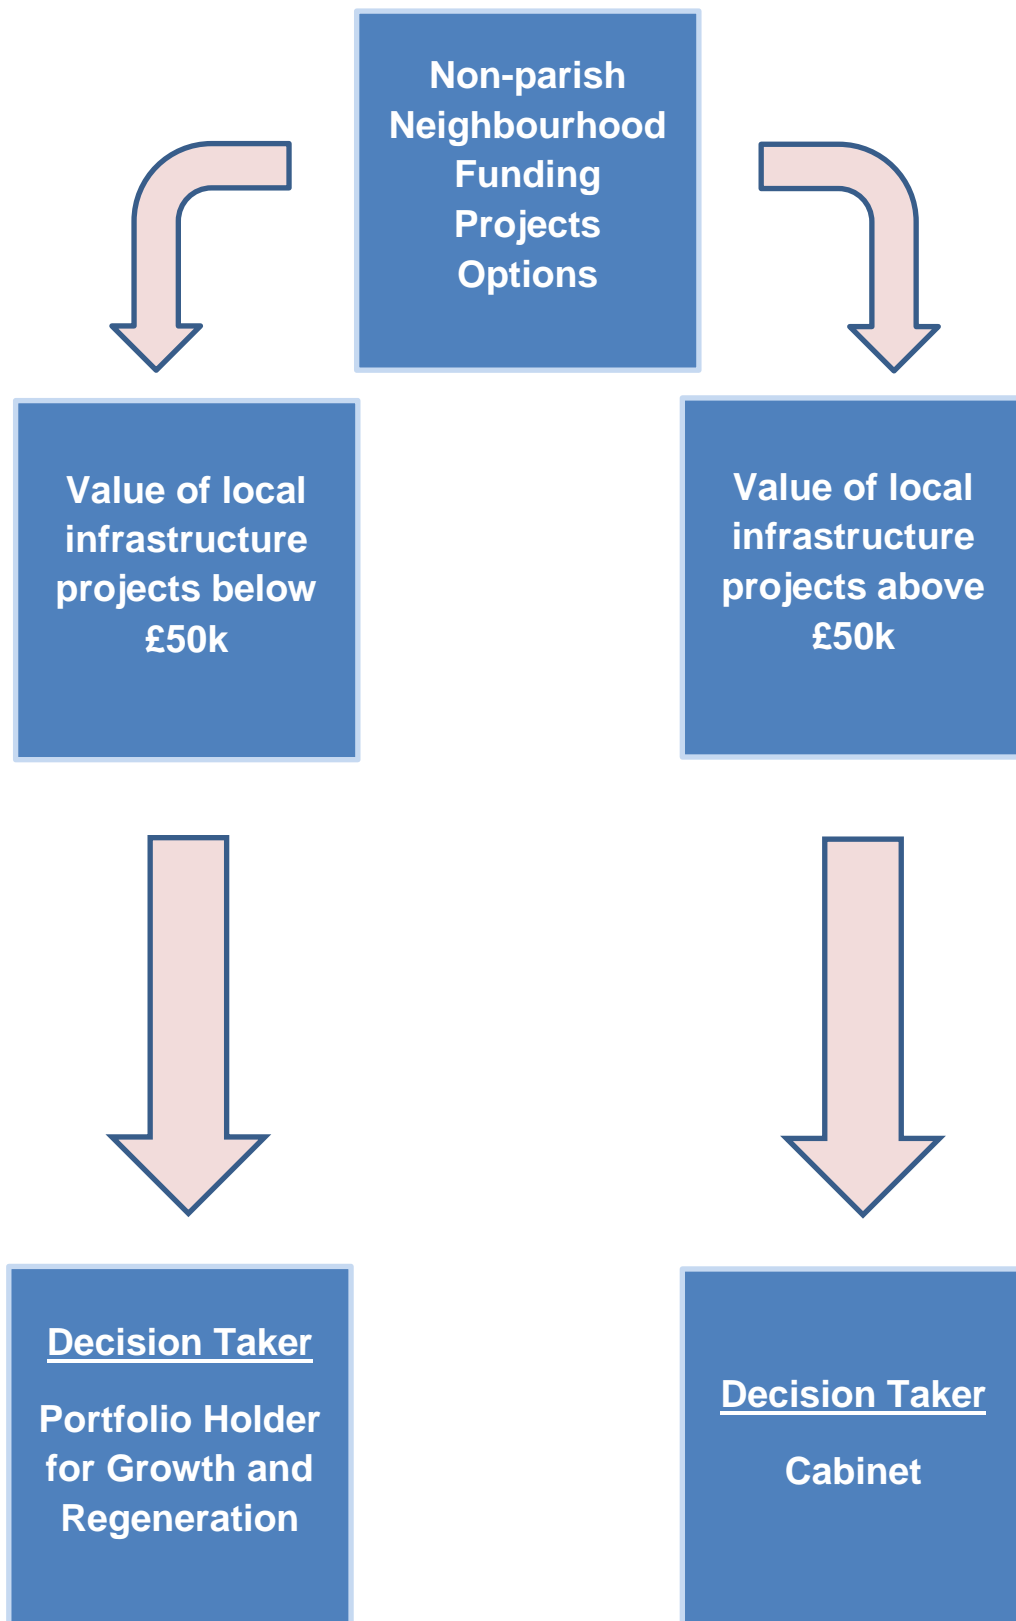 Non-parish
Neighbourhood
Funding
Projects
Options
Value of local
infrastructure
projects below
£50k
Value of local
infrastructure
projects above
£50k
Decision Taker
Portfolio Holder
for Growth and
Regeneration
Decision Taker
Cabinet